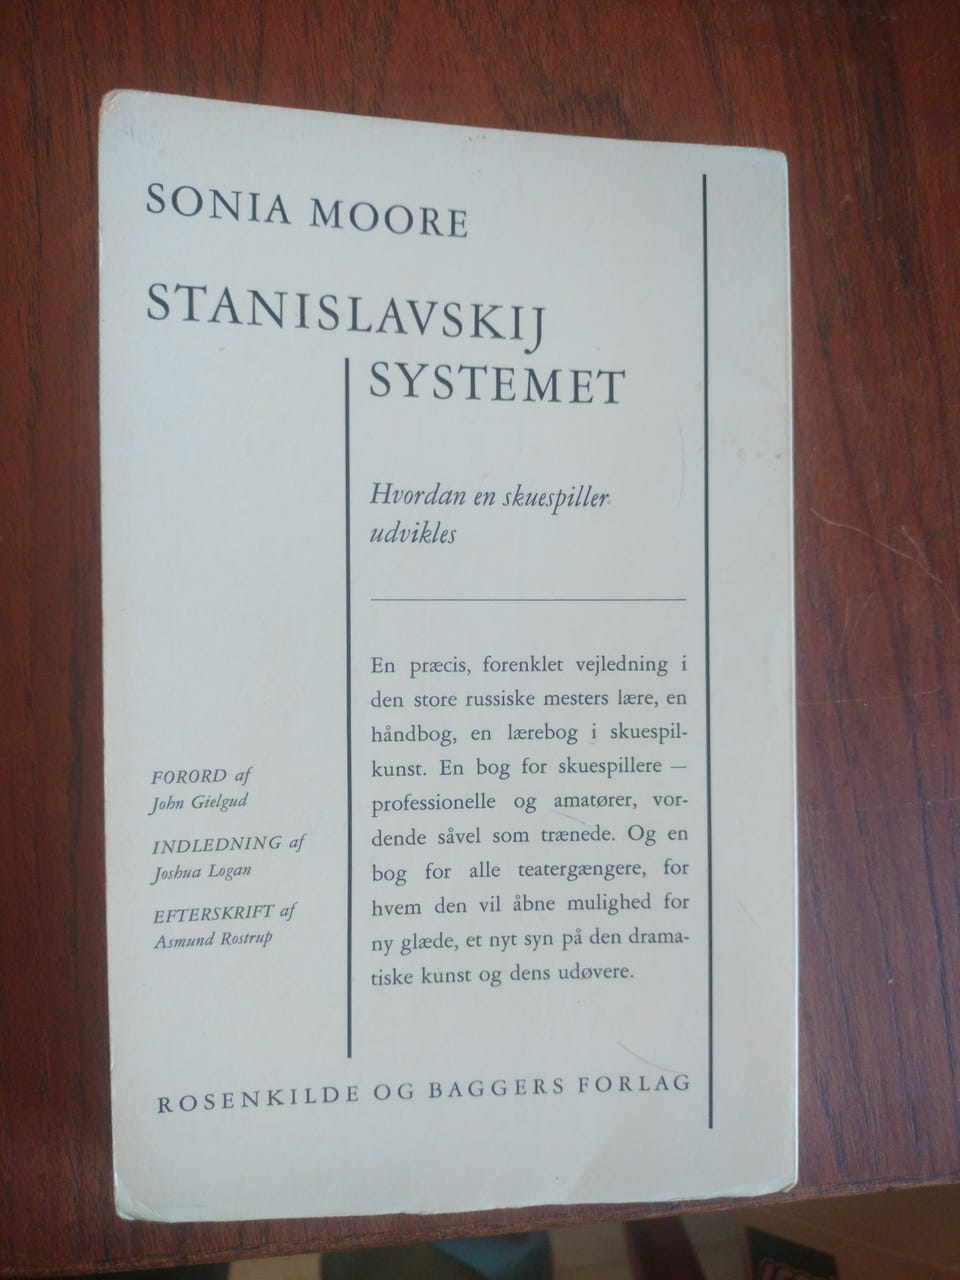 SONIA MOORE
STANISLAVSKIJ
SYSTEMET
Hvordan en skuespiller
udvikles
En præcis, forenklet vejledning i
den store russiske mesters lære, en
håndbog, en lærebog i skuespil-
kunst. En bog for skuespillere —
professionelle og amatører, vor-
dende såvel som trænede. Og en
bog for alle teatergængere, for
hvem den vil åbne mulighed for
ny glæde, et nyt syn på den drama-
tiske kunst og dens udøvere.
FORORD af
John Gielgud
INDLEDNING af
Joshua Logan
EFTERSKRIFT af
Asmund Rostrup
ROSENKILDE OG BAGGERS FORLAG